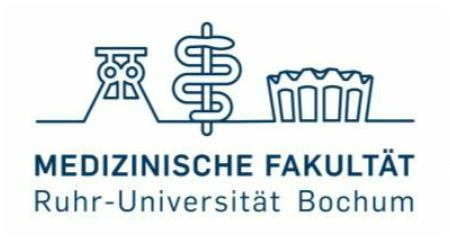 MEDIZINISCHE FAKULTÄT
Ruhr-Universität Bochum